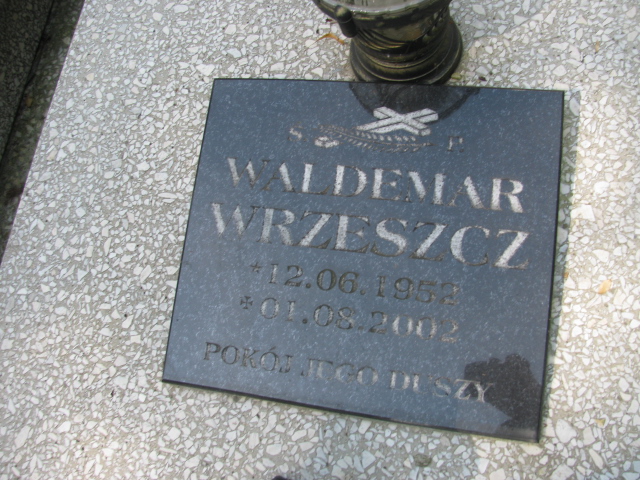 Ś. P.
WALDEMAR
WRZESZCZ
*12.06.1952
✝01.08.2002
POKÓJ JEGO DUSZY